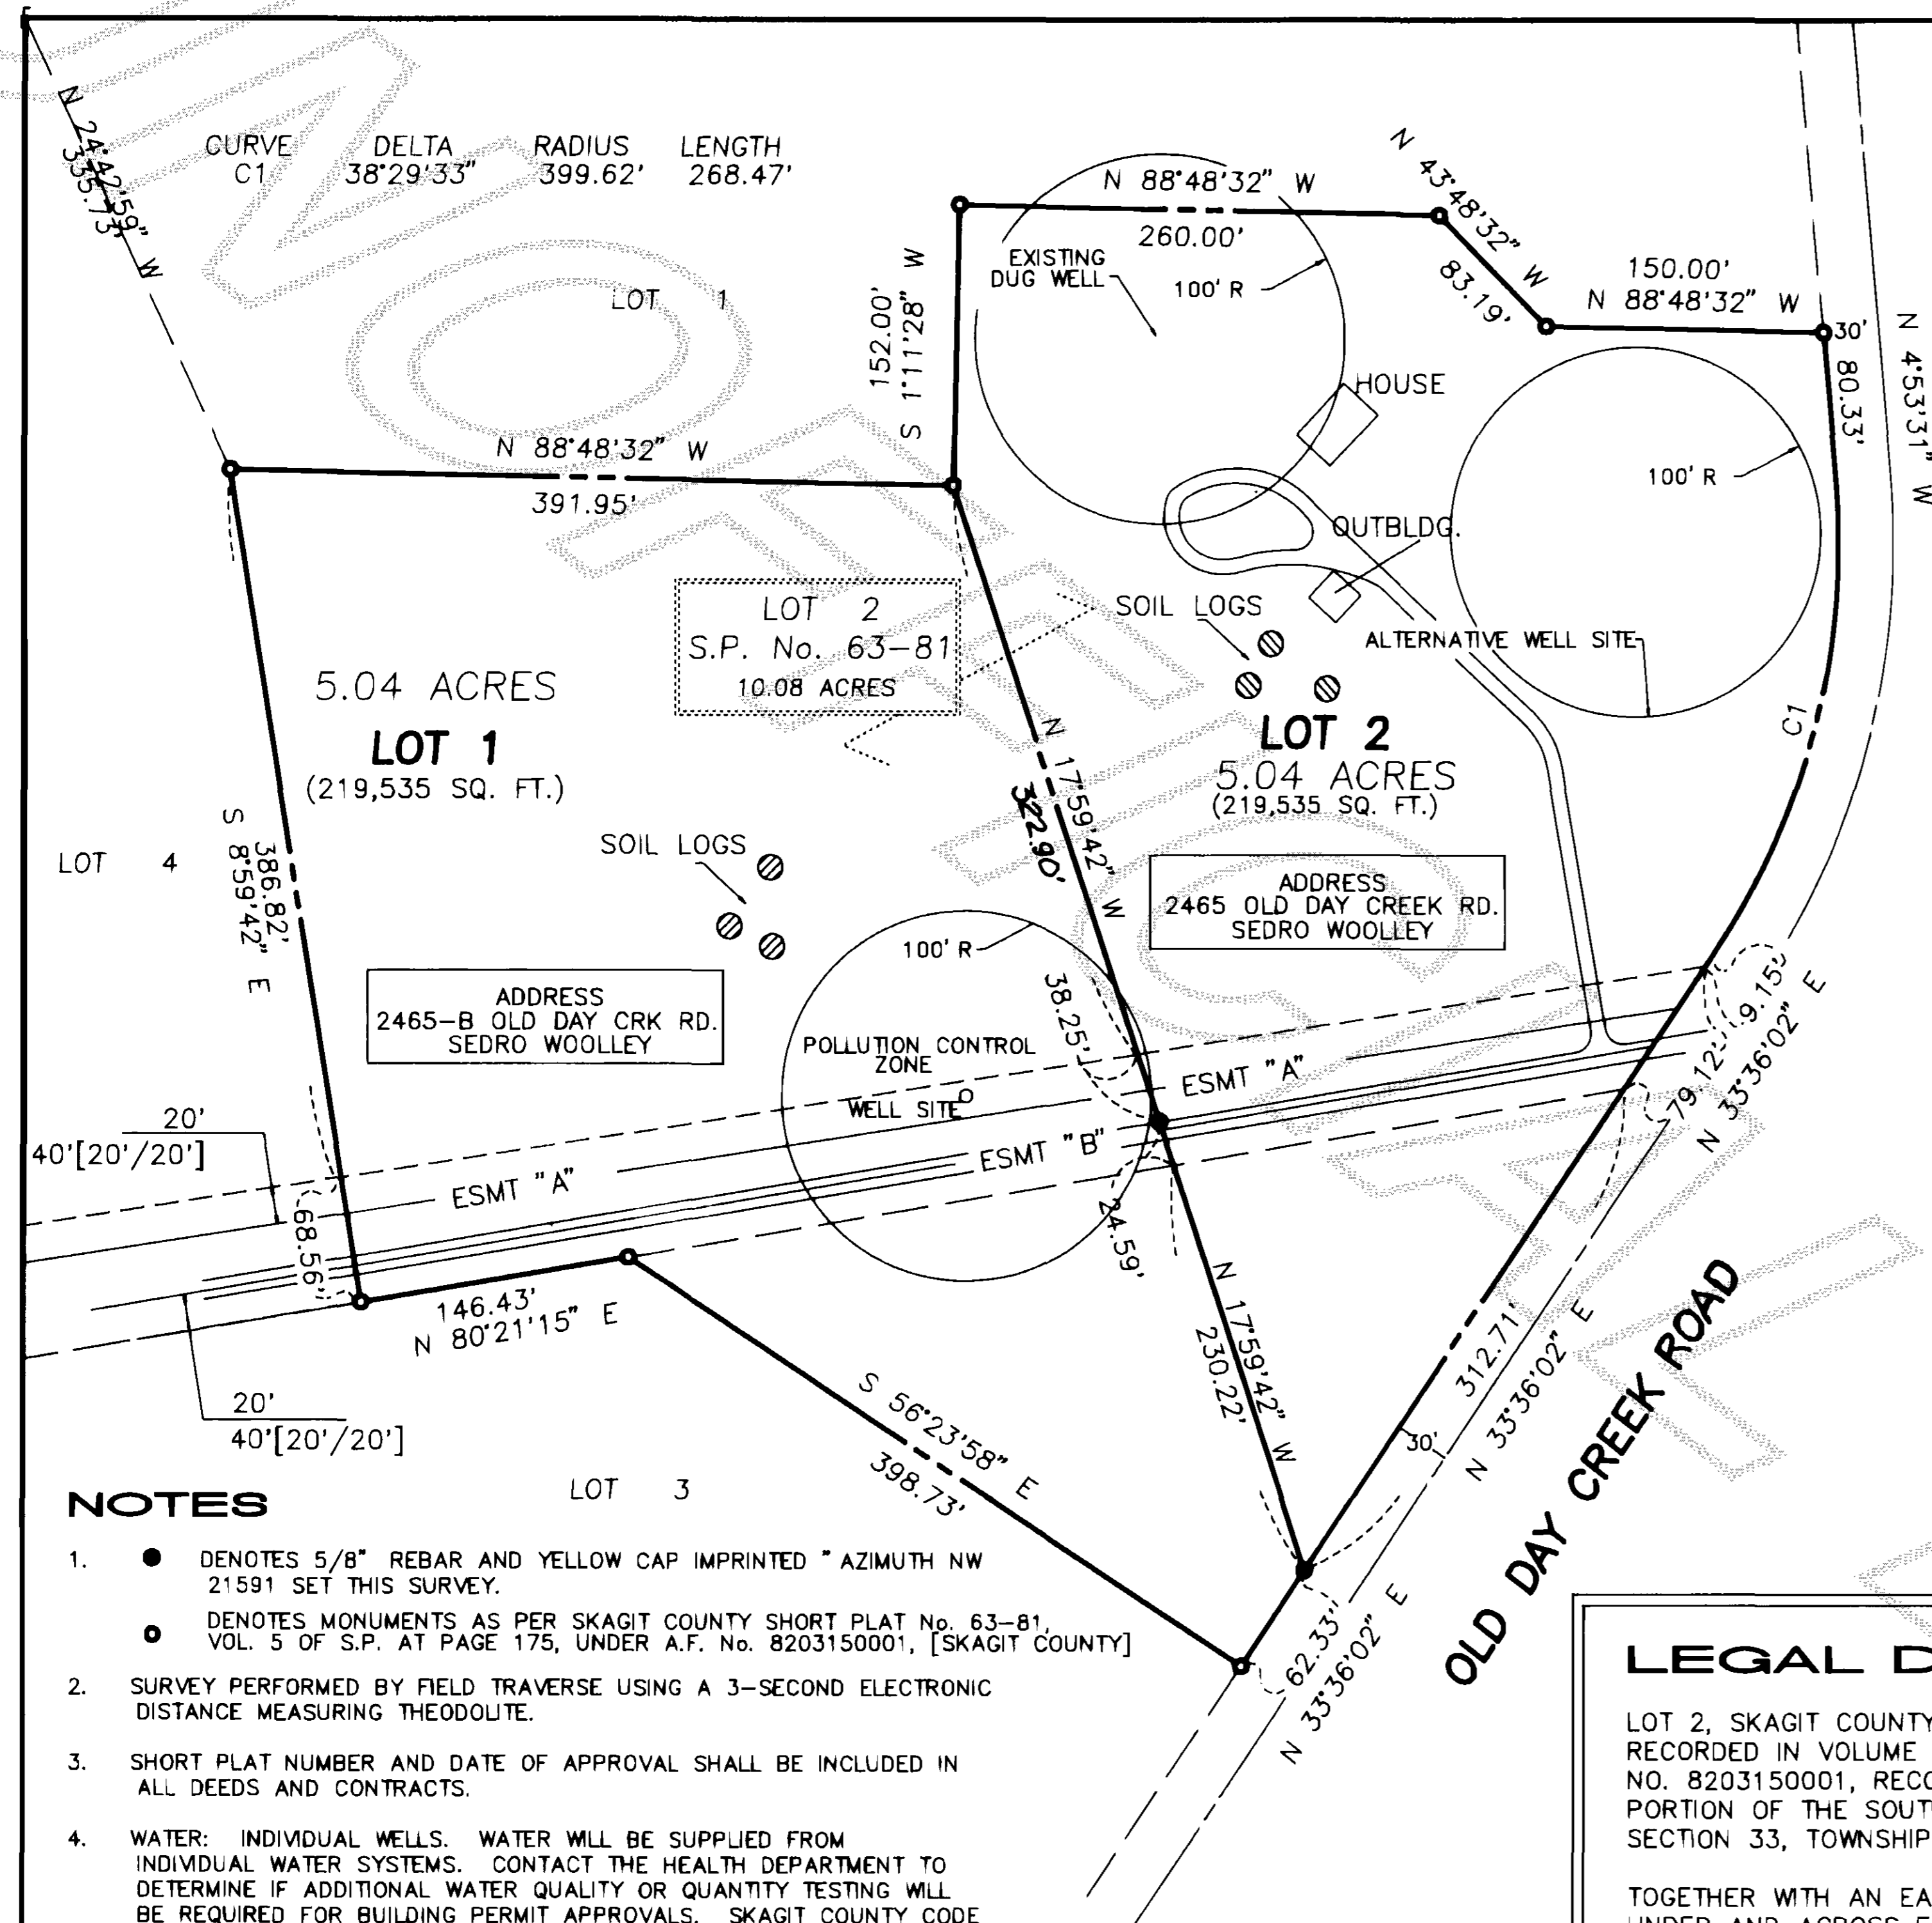 CURVE DELTA RADIUS LENGTH
C1 38°29'33" 399.62' 268.47'
N 24°42'59" W
335.73'
LOT 1
N 88°48'32" W
260.00'
N 43°48'32" W
83.19'
150.00'
N 88°48'32" W
30'
80.33'
N 4°53'31" W
152.00'
S 1°11'28" W
EXISTING
DUG WELL
100' R
HOUSE
100' R
N 88°48'32" W
391.95'
OUTBLDG.
LOT 2
S.P. No. 63-81
10.08 ACRES
SOIL LOGS
ALTERNATIVE WELL SITE
C1
5.04 ACRES
LOT 1
(219,535 SQ. FT.)
LOT 2
5.04 ACRES
(219,535 SQ. FT.)
N 17°59'42" W
322.90'
LOT 4
386.82'
S 8°59'42" E
SOIL LOGS
ADDRESS
2465 OLD DAY CREEK RD.
SEDRO WOOLLEY
100' R
38.25'
ADDRESS
2465-B OLD DAY CRK RD.
SEDRO WOOLLEY
POLLUTION CONTROL
ZONE
WELL SITE
ESMT "A"
ESMT "B"
9.15'
N 33°36'02" E
79.12'
20'
40'[20'/20']
ESMT "A"
68.56'
24.59'
146.43'
N 80°21'15" E
N 17°59'42" W
230.22'
312.71'
N 33°36'02" E
30'
OLD DAY CREEK ROAD
20'
40'[20'/20']
S 56°23'58" E
398.73'
LOT 3
62.33'
N 33°36'02" E
NOTES
1. DENOTES 5/8" REBAR AND YELLOW CAP IMPRINTED " AZIMUTH NW
21591 SET THIS SURVEY.
DENOTES MONUMENTS AS PER SKAGIT COUNTY SHORT PLAT No. 63-81,
VOL. 5 OF S.P. AT PAGE 175, UNDER A.F. No. 8203150001, [SKAGIT COUNTY]
2. SURVEY PERFORMED BY FIELD TRAVERSE USING A 3-SECOND ELECTRONIC
DISTANCE MEASURING THEODOLITE.
3. SHORT PLAT NUMBER AND DATE OF APPROVAL SHALL BE INCLUDED IN
ALL DEEDS AND CONTRACTS.
4. WATER: INDIVIDUAL WELLS. WATER WILL BE SUPPLIED FROM
INDIVIDUAL WATER SYSTEMS. CONTACT THE HEALTH DEPARTMENT TO
DETERMINE IF ADDITIONAL WATER QUALITY OR QUANTITY TESTING WILL
BE REQUIRED FOR BUILDING PERMIT APPROVALS. SKAGIT COUNTY CODE
LEGAL D
LOT 2, SKAGIT COUNTY
RECORDED IN VOLUME
NO. 8203150001, RECO
PORTION OF THE SOUT
SECTION 33, TOWNSHIP
TOGETHER WITH AN EA
UNDER AND ACROSS